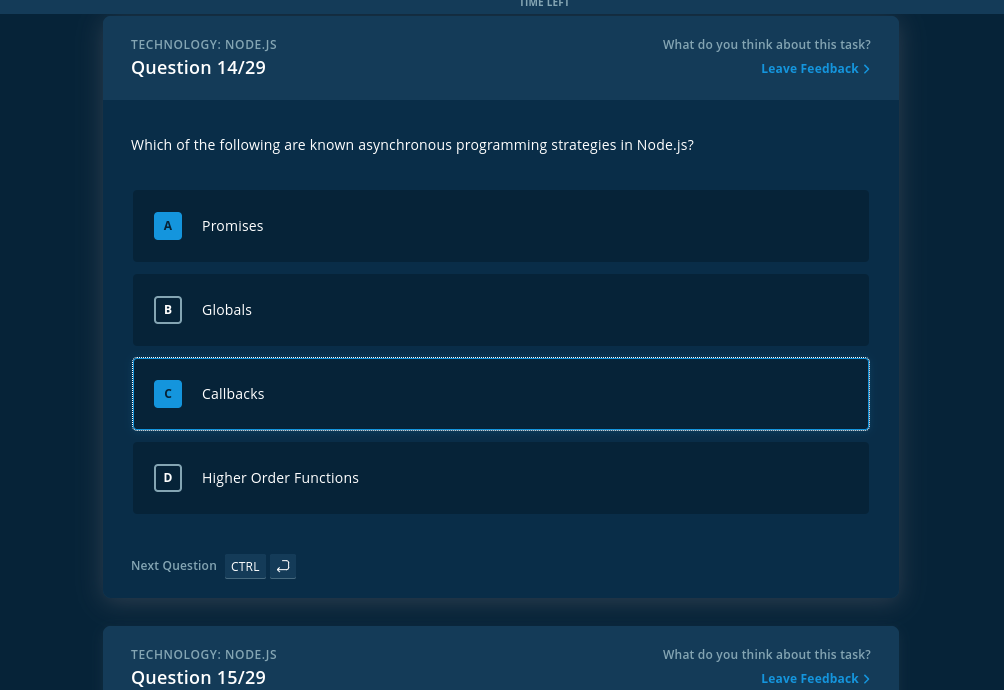 TIME LEFT
TECHNOLOGY: NODE.JS
What do you think about this task?
Question 14/29
Leave Feedback >
Which of the following are known asynchronous programming strategies in Node.js?
A Promises
B Globals
C Callbacks
D Higher Order Functions
Next Question CTRL
TECHNOLOGY: NODE.JS
What do you think about this task?
Question 15/29
Leave Feedback >